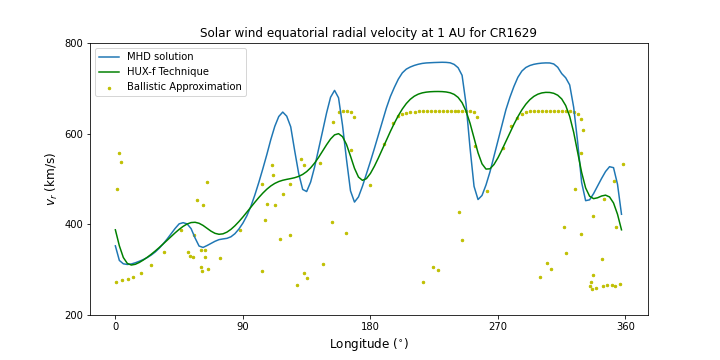 Solar wind equatorial radial velocity at 1 AU for CR1629
MHD solution
HUX-f Technique
Ballistic Approximation
800
600
400
200
v_r (km/s)
0 90 180 270 360
Longitude (°)